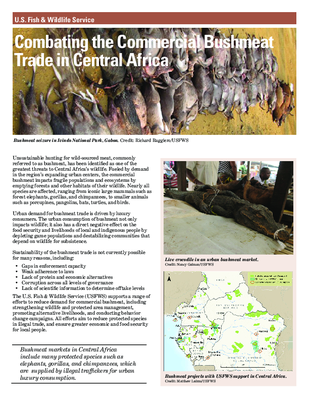 U.S. Fish & Wildlife Service
Combating the Commercial Bushmeat
Trade in Central Africa
Bushmeat seizure in Ivindo National Park, Gabon. Credit: Richard Ruggiero/USFWS
Unsustainable hunting for wild-sourced meat, commonly
referred to as bushmeat, has been identified as one of the
greatest threats to Central Africa's wildlife. Fueled by demand
in the region's expanding urban centers, the commercial
bushmeat impacts fragile populations and ecosystems by
emptying forests and other habitats of their wildlife. Nearly all
species are affected, ranging from iconic large mammals such as
forest elephants, gorillas, and chimpanzees, to smaller animals
such as porcupines, pangolins, bats, turtles, and birds.
Urban demand for bushmeat trade is driven by luxury
consumers. The urban consumption of bushmeat not only
impacts wildlife; it also has a direct negative effect on the
food security and livelihoods of local and indigenous people by
depleting game populations and destabilizing communities that
depend on wildlife for subsistence.
Sustainability of the bushmeat trade is not currently possible
for many reasons, including:
• Gaps in enforcement capacity
• Weak adherence to laws
• Lack of protein and economic alternatives
• Corruption across all levels of governance
• Lack of scientific information to determine offtake levels
The U.S. Fish & Wildlife Service (USFWS) supports a range of
efforts to reduce demand for commercial bushmeat, including
strengthening wildlife and protected area management,
promoting alternative livelihoods, and conducting behavior
change campaigns. All efforts aim to reduce protected species
in illegal trade, and ensure greater economic and food security
for local people.
Bushmeat markets in Central Africa
include many protected species such as
elephants, gorillas, and chimpanzees, which
are supplied by illegal traffickers for urban
luxury consumption.
Live crocodile in an urban bushmeat market.
Credit: Nancy Gelman/USFWS
Bushmeat projects with USFWS support in Central Africa.
Credit: Matthew Luizza/USFWS